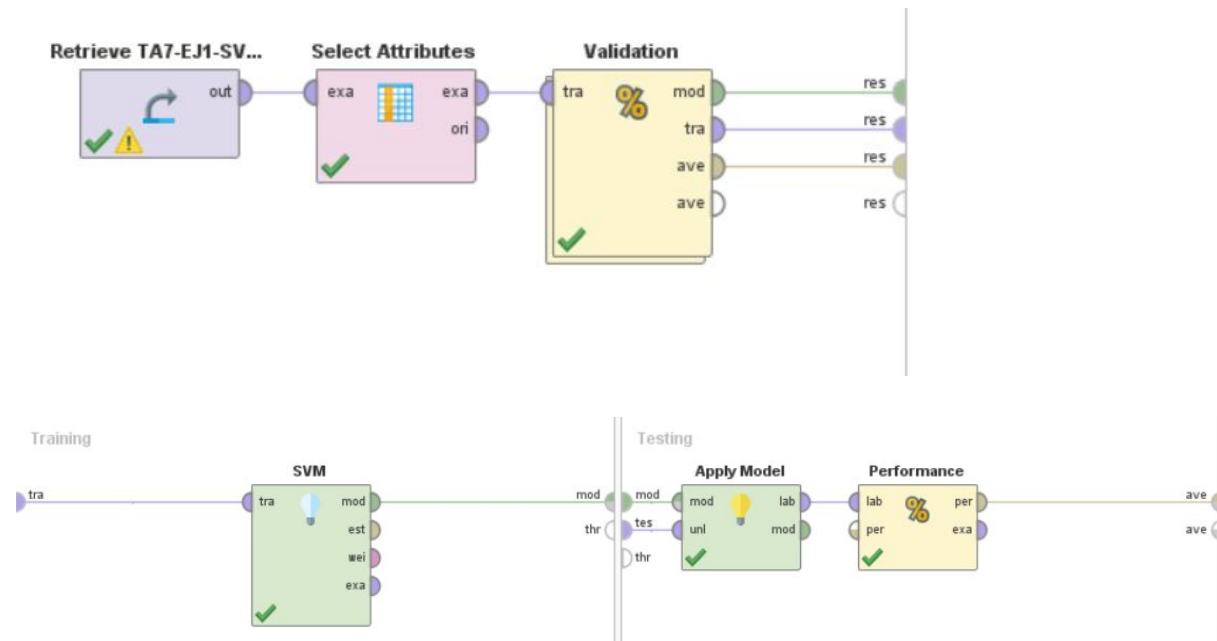 Retrieve TA7-EJ1-SV... Select Attributes Validation
out exa exa tra mod res
ori tra res
ave res
ave res
Training Testing
SVM Apply Model Performance
tra tra mod mod mod mod lab lab per ave
est thr tes unl mod per exa ave
wei thr
exa